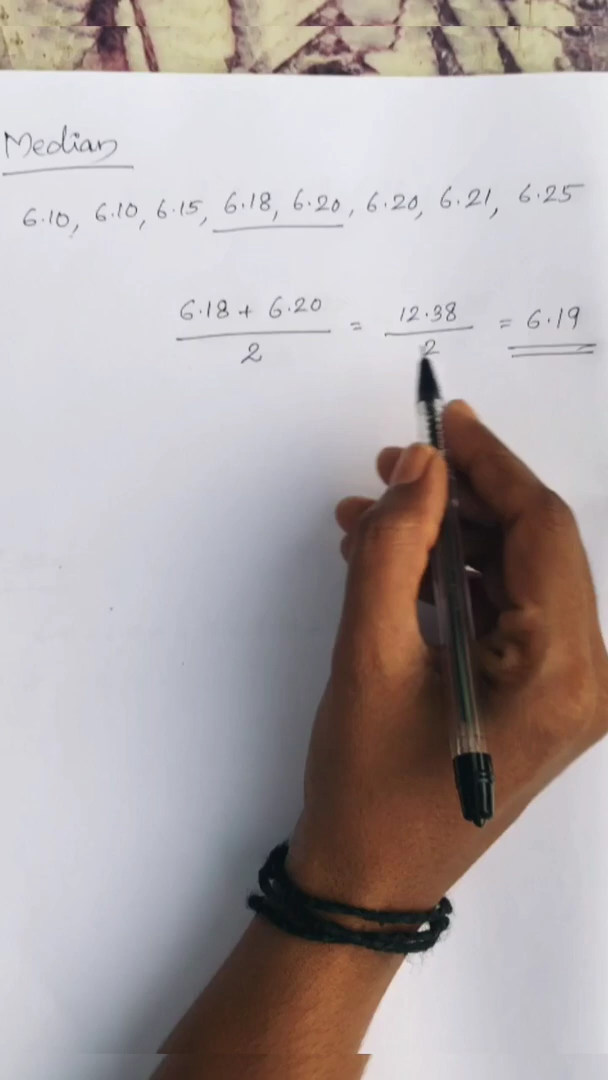 Median
6.10, 6.10, 6.15, 6.18, 6.20, 6.20, 6.21, 6.25
6.18 + 6.20 / 2 = 12.38 / 2 = 6.19